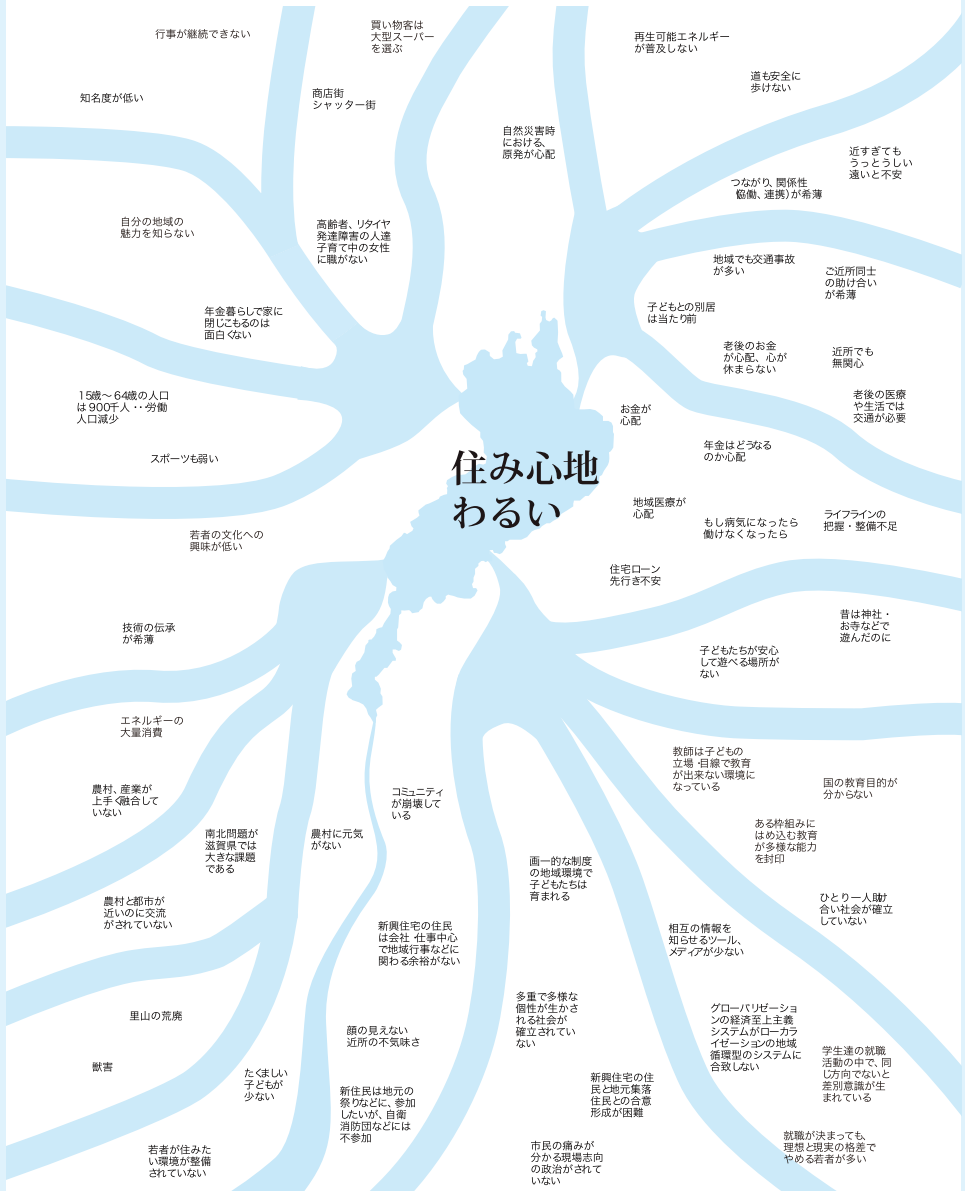 行事が継続できない
買い物客は
大型スーパー
を選ぶ
再生可能エネルギー
が普及しない
道も安全に
歩けない
知名度が低い
商店街
シャッター街
自然災害時
における、
原発が心配
近すぎても
うっとうしい
遠いと不安
つながり、関係性
(協働、連携)が希薄
自分の地域の
魅力を知らない
高齢者、リタイヤ
発達障害の人達
子育て中の女性
に職がない
地域でも交通事故
が多い
ご近所同士
の助け合い
が希薄
年金暮らしで家に
閉じこもるのは
面白くない
子どもとの別居
は当たり前
老後のお金
が心配、心が
休まらない
近所でも
無関心
15歳〜64歳の人口
は900千人・・労働
人口減少
お金が
心配
老後の医療
や生活では
交通が必要
スポーツも弱い
年金はどうなる
のか心配
住み心地
わるい
若者の文化への
興味が低い
地域医療が
心配
もし病気になったら
働けなくなったら
ライフラインの
把握・整備不足
住宅ローン
先行き不安
技術の伝承
が希薄
昔は神社・
お寺などで
遊んだのに
子どもたちが安心
して遊べる場所が
ない
エネルギーの
大量消費
農村、産業が
上手く融合して
いない
コミュニティ
が崩壊して
いる
教師は子どもの
立場・目線で教育
が出来ない環境に
なっている
国の教育目的が
分からない
南北問題が
滋賀県では
大きな課題
である
農村に元気
がない
ある枠組みに
はめ込む教育
が多様な能力
を封印
画一的な制度
の地域環境で
子どもたちは
育まれる
農村と都市が
近いのに交流
がされていない
ひとり一人助け
合い社会が確立
していない
新興住宅の住民
は会社・仕事中心
で地域行事などに
関わる余裕がない
相互の情報を
知らせるツール、
メディアが少ない
里山の荒廃
顔の見えない
近所の不気味さ
多重で多様な
個性が生かさ
れる社会が
確立されてい
ない
グローバリゼーショ
ンの経済至上主義
システムがローカラ
イゼーションの地域
循環型のシステムに
合致しない
獣害
たくましい
子どもが
少ない
新住民は地元の
祭りなどに、参加
したいが、自衛
消防団などには
不参加
新興住宅の住
民と地元集落
住民との合意
形成が困難
学生達の就職
活動の中で、同
じ方向でないと
差別意識が生
まれている
若者が住みた
い環境が整備
されていない
市民の痛みが
分かる現場志向
の政治がされて
いない
就職が決まっても、
理想と現実の格差で
やめる若者が多い